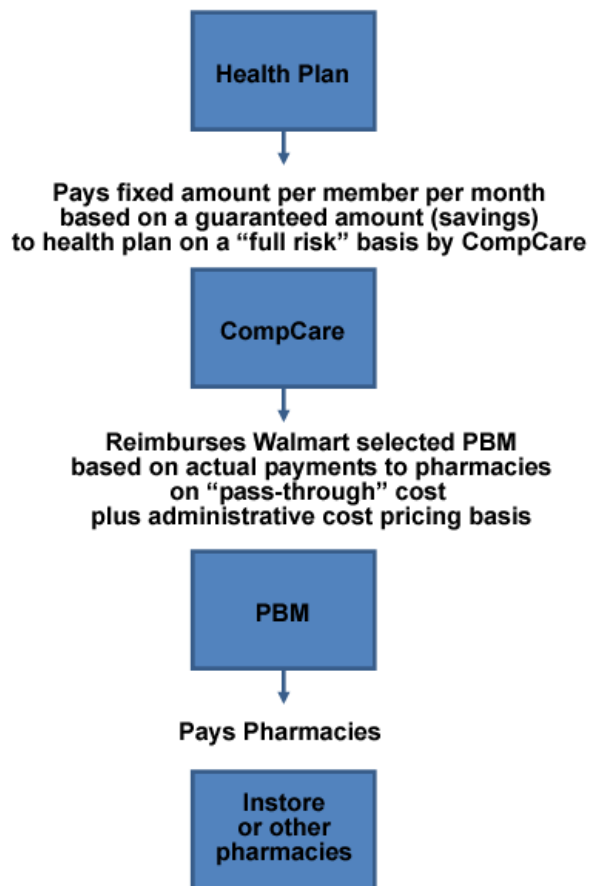 Health Plan
Pays fixed amount per member per month
based on a guaranteed amount (savings)
to health plan on a “full risk” basis by CompCare
CompCare
Reimburses Walmart selected PBM
based on actual payments to pharmacies
on “pass-through” cost
plus administrative cost pricing basis
PBM
Pays Pharmacies
Instore
or other
pharmacies